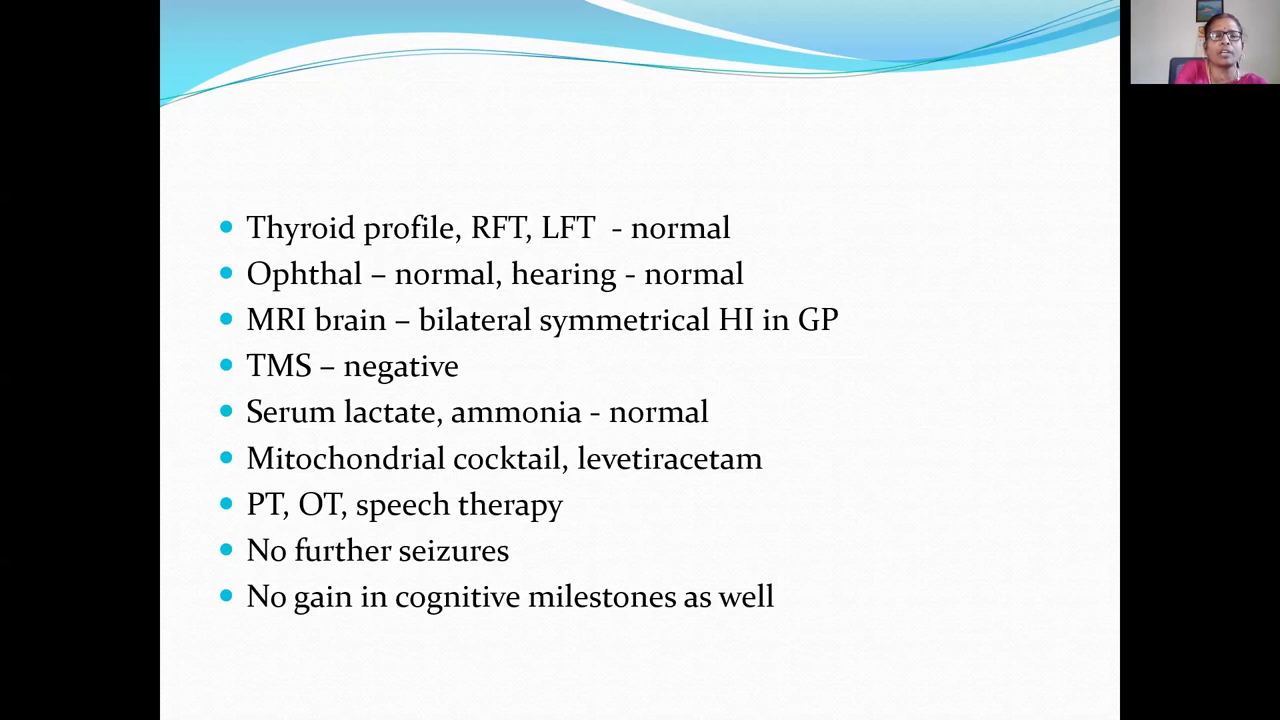 Thyroid profile, RFT, LFT - normal
Ophthal – normal, hearing - normal
MRI brain – bilateral symmetrical HI in GP
TMS – negative
Serum lactate, ammonia - normal
Mitochondrial cocktail, levetiracetam
PT, OT, speech therapy
No further seizures
No gain in cognitive milestones as well